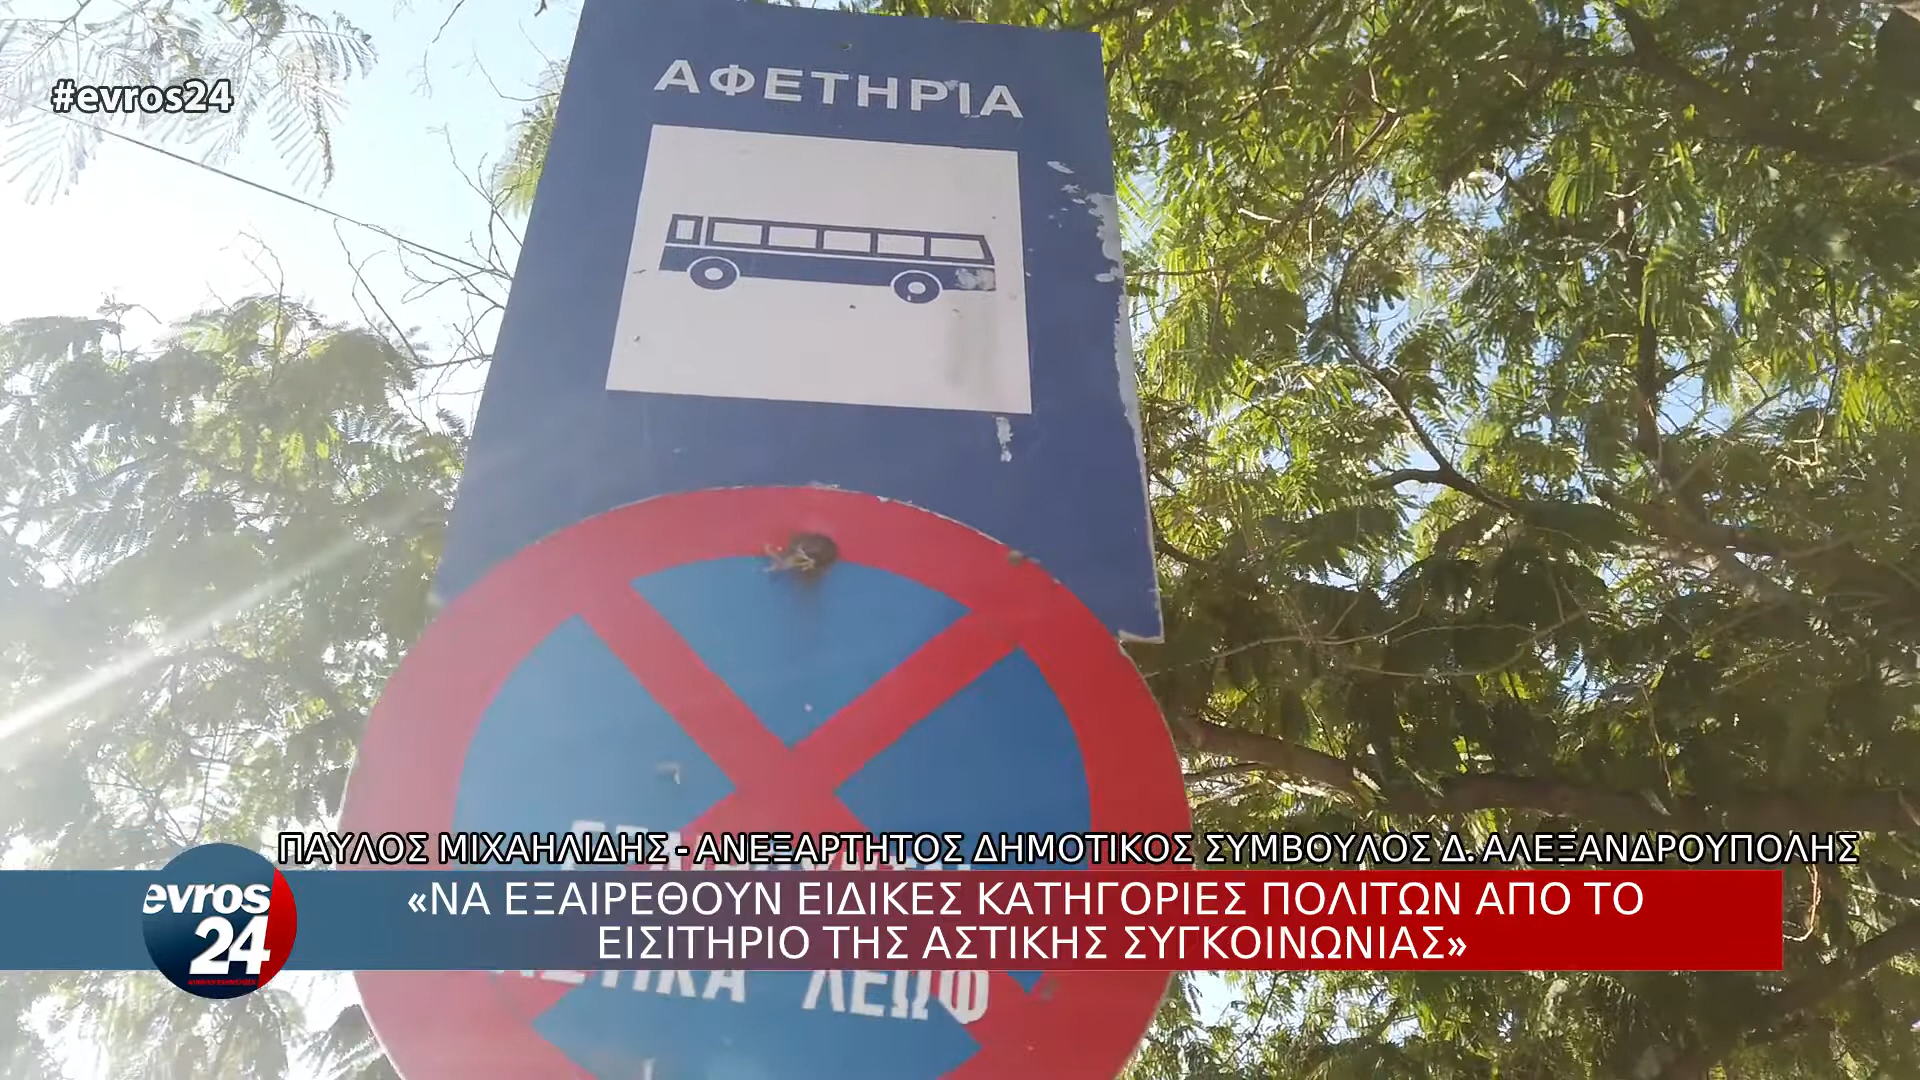 #evros24
ΑΦΕΤΗΡΙΑ
ΠΑΥΛΟΣ ΜΙΧΑΗΛΙΔΗΣ - ΑΝΕΞΑΡΤΗΤΟΣ ΔΗΜΟΤΙΚΟΣ ΣΥΜΒΟΥΛΟΣ Δ. ΑΛΕΞΑΝΔΡΟΥΠΟΛΗΣ
evros
24
«ΝΑ ΕΞΑΙΡΕΘΟΥΝ ΕΙΔΙΚΕΣ ΚΑΤΗΓΟΡΙΕΣ ΠΟΛΙΤΩΝ ΑΠΟ ΤΟ
ΕΙΣΙΤΗΡΙΟ ΤΗΣ ΑΣΤΙΚΗΣ ΣΥΓΚΟΙΝΩΝΙΑΣ»
ΑΣΤΙΚΑ ΛΕΩΦ